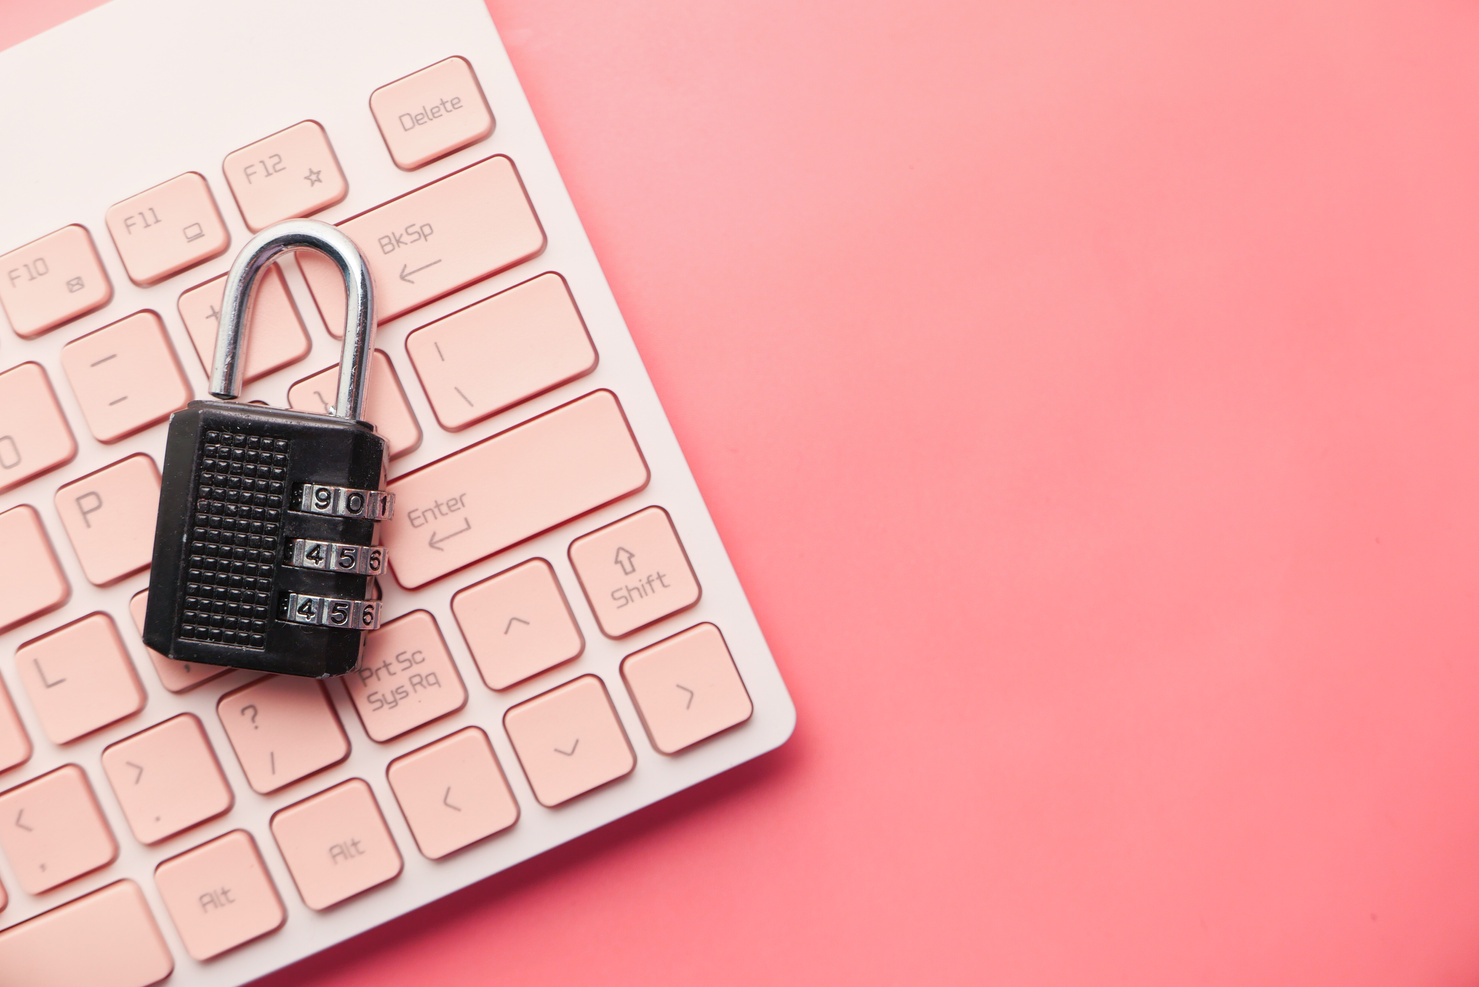 Delete
F12
F11
F10
BkSp
+
—
-
|
\
}
P
Enter
901
456
456
Shift
L
Prt Sc
Sys Rq
?
/
>
.
<
,
Alt
Alt